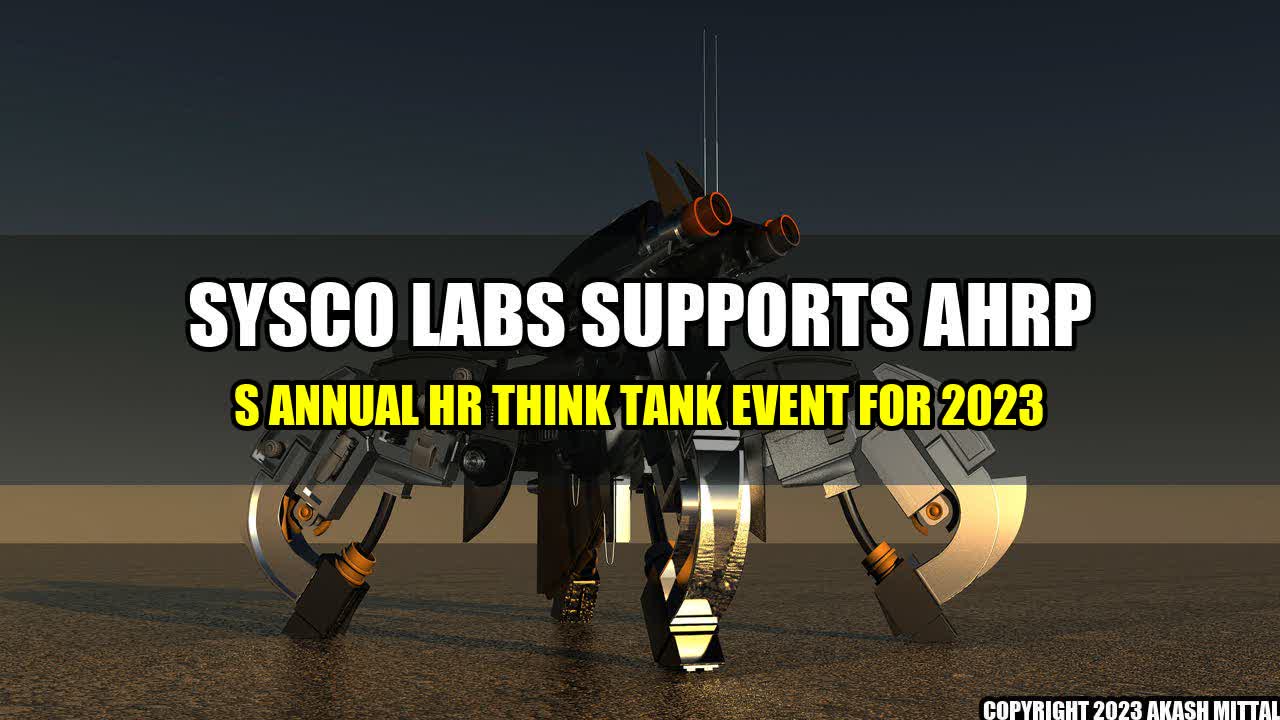 SYSCO LABS SUPPORTS AHRP
S ANNUAL HR THINK TANK EVENT FOR 2023
COPYRIGHT 2023 AKASH MITTAL